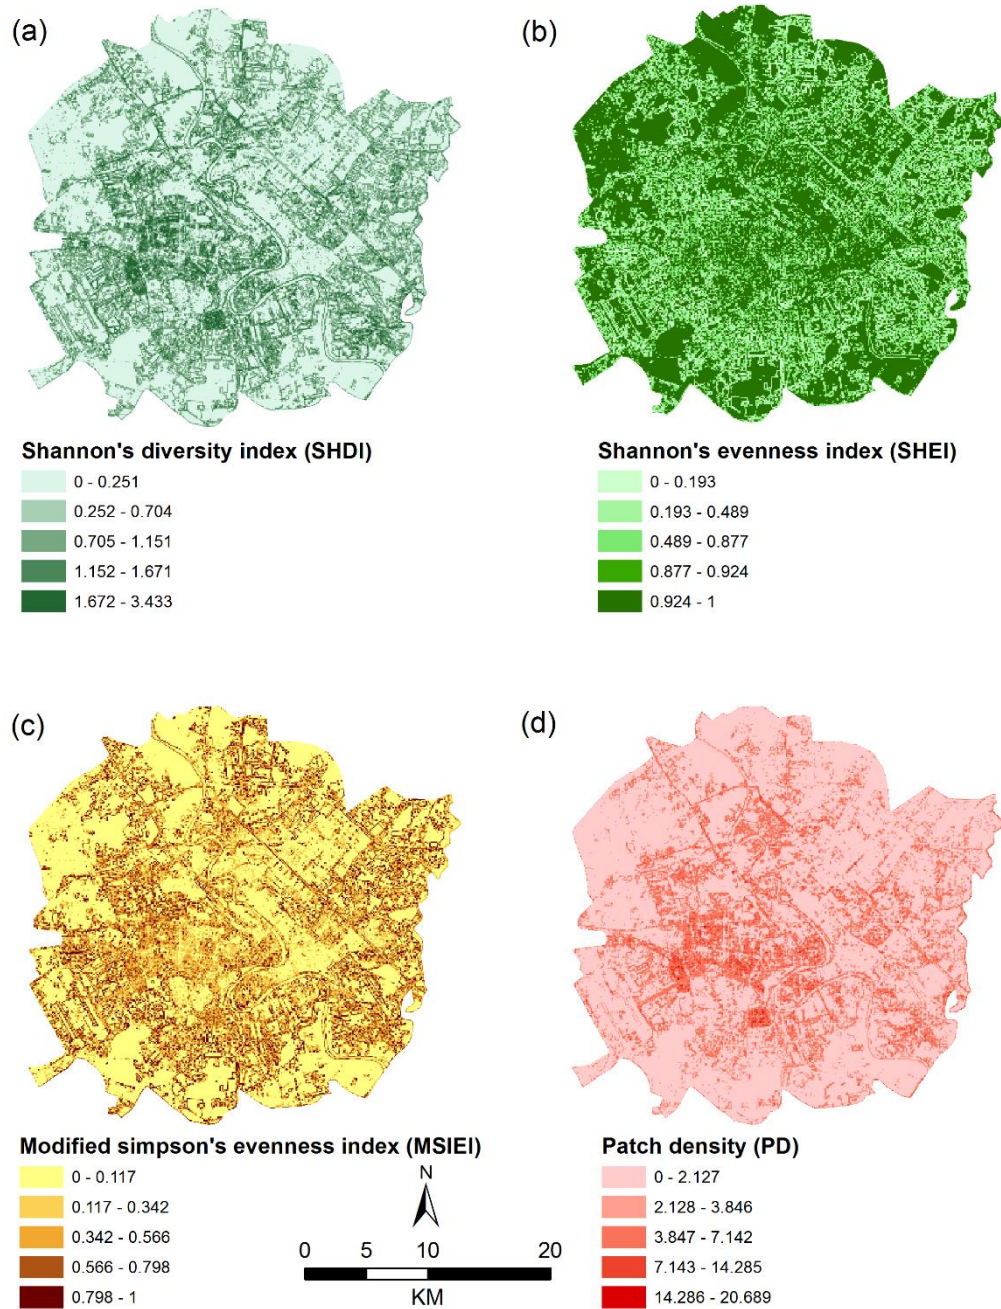 (a)
(b)
Shannon's diversity index (SHDI)
0 - 0.251
0.252 - 0.704
0.705 - 1.151
1.152 - 1.671
1.672 - 3.433
Shannon's evenness index (SHEI)
0 - 0.193
0.193 - 0.489
0.489 - 0.877
0.877 - 0.924
0.924 - 1
(c)
(d)
Modified simpson's evenness index (MSIEI)
0 - 0.117
0.117 - 0.342
0.342 - 0.566
0.566 - 0.798
0.798 - 1
N
0 5 10 20
KM
Patch density (PD)
0 - 2.127
2.128 - 3.846
3.847 - 7.142
7.143 - 14.285
14.286 - 20.689